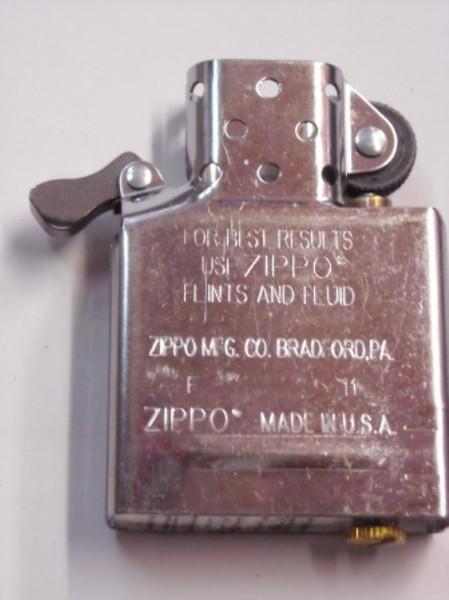 FOR BEST RESULTS
USE ZIPPO®
FLINTS AND FLUID
ZIPPO MFG. CO. BRADFORD, PA.
F 11
ZIPPO® MADE IN U.S.A.